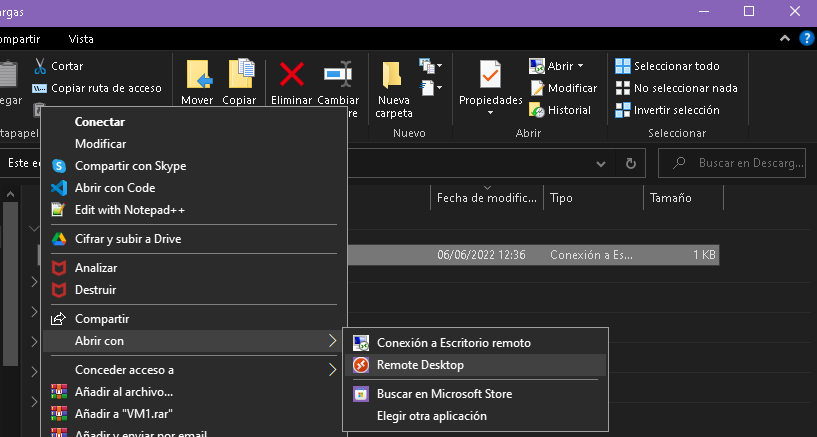 rgas
ompartir
Vista
Cortar
Copiar ruta de acceso
egar
tapapel
Mover
Copiar
Eliminar
Cambiar
re
Nueva
carpeta
Nuevo
Propiedades
Abrir
Modificar
Historial
Abrir
Seleccionar todo
No seleccionar nada
Invertir selección
Seleccionar
Este e
Buscar en Descarg...
Fecha de modific...
Tipo
Tamaño
06/06/2022 12:36
Conexión a Es...
1 KB
Conectar
Modificar
Compartir con Skype
Abrir con Code
Edit with Notepad++
Cifrar y subir a Drive
Analizar
Destruir
Compartir
Abrir con
Conceder acceso a
Añadir al archivo...
Añadir a "VM1.rar"
Añadir y enviar por email
Conexión a Escritorio remoto
Remote Desktop
Buscar en Microsoft Store
Elegir otra aplicación